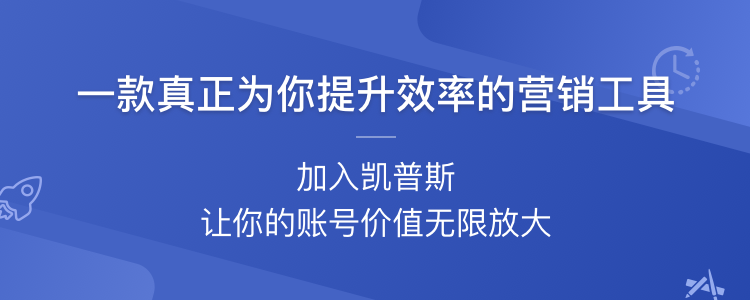 一款真正为你提升效率的营销工具
加入凯普斯
让你的账号价值无限放大